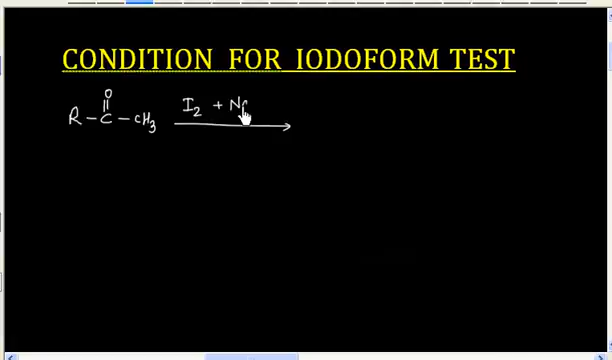 CONDITION FOR IODOFORM TEST
O
R - C - CH3 I2 + N